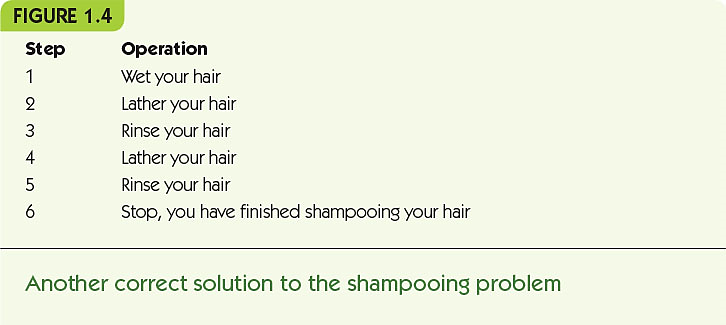 FIGURE 1.4
Step Operation
1 Wet your hair
2 Lather your hair
3 Rinse your hair
4 Lather your hair
5 Rinse your hair
6 Stop, you have finished shampooing your hair
Another correct solution to the shampooing problem